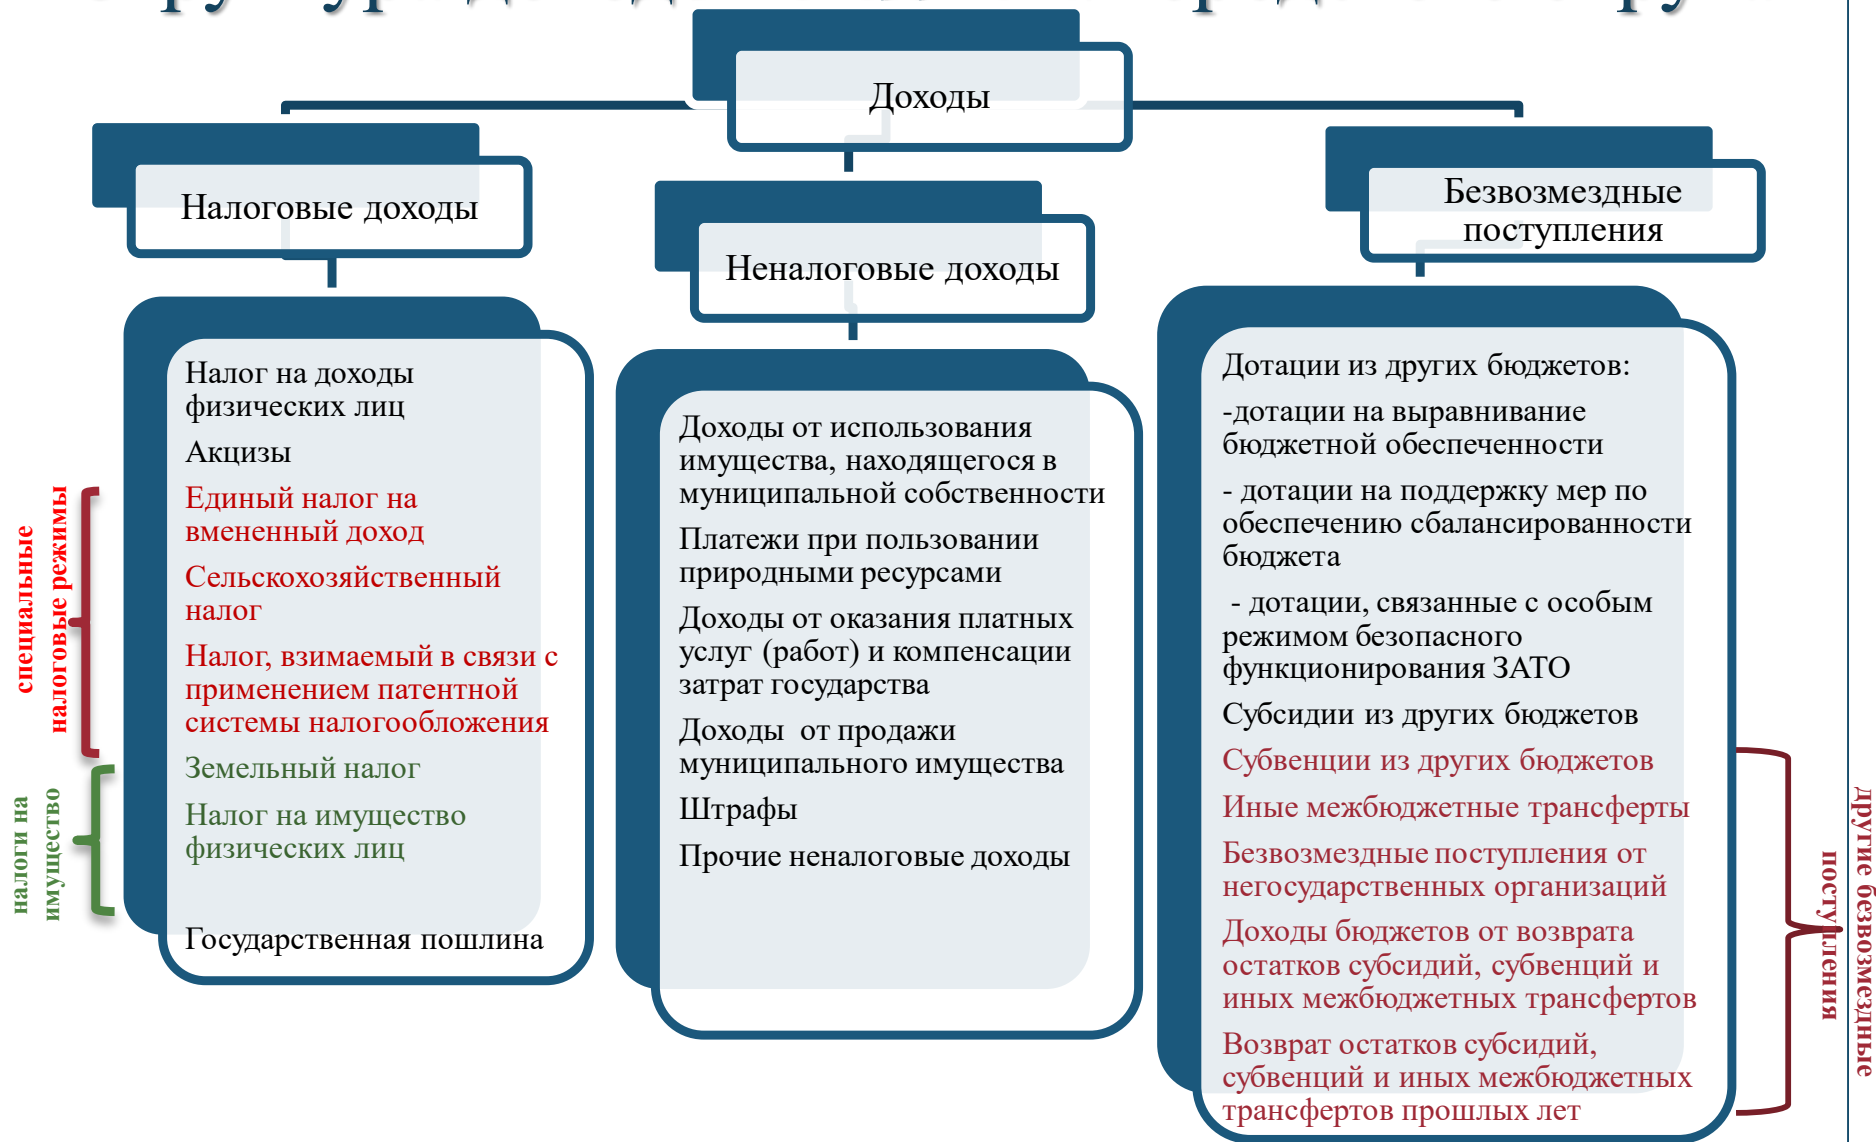 Доходы
Налоговые доходы
Неналоговые доходы
Безвозмездные
поступления
специальные
налоговые режимы
налоги на
имущество
Налог на доходы
физических лиц
Акцизы
Единый налог на
вмененный доход
Сельскохозяйственный
налог
Налог, взимаемый в связи с
применением патентной
системы налогообложения
Земельный налог
Налог на имущество
физических лиц
Государственная пошлина
Доходы от использования
имущества, находящегося в
муниципальной собственности
Платежи при пользовании
природными ресурсами
Доходы от оказания платных
услуг (работ) и компенсации
затрат государства
Доходы  от продажи
муниципального имущества
Штрафы
Прочие неналоговые доходы
Дотации из других бюджетов:
-дотации на выравнивание
бюджетной обеспеченности
- дотации на поддержку мер по
обеспечению сбалансированности
бюджета
- дотации, связанные с особым
режимом безопасного
функционирования ЗАТО
Субсидии из других бюджетов
Субвенции из других бюджетов
Иные межбюджетные трансферты
Безвозмездные поступления от
негосударственных организаций
Доходы бюджетов от возврата
остатков субсидий, субвенций и
иных межбюджетных трансфертов
Возврат остатков субсидий,
субвенций и иных межбюджетных
трансфертов прошлых лет
другие безвозмездные
поступления